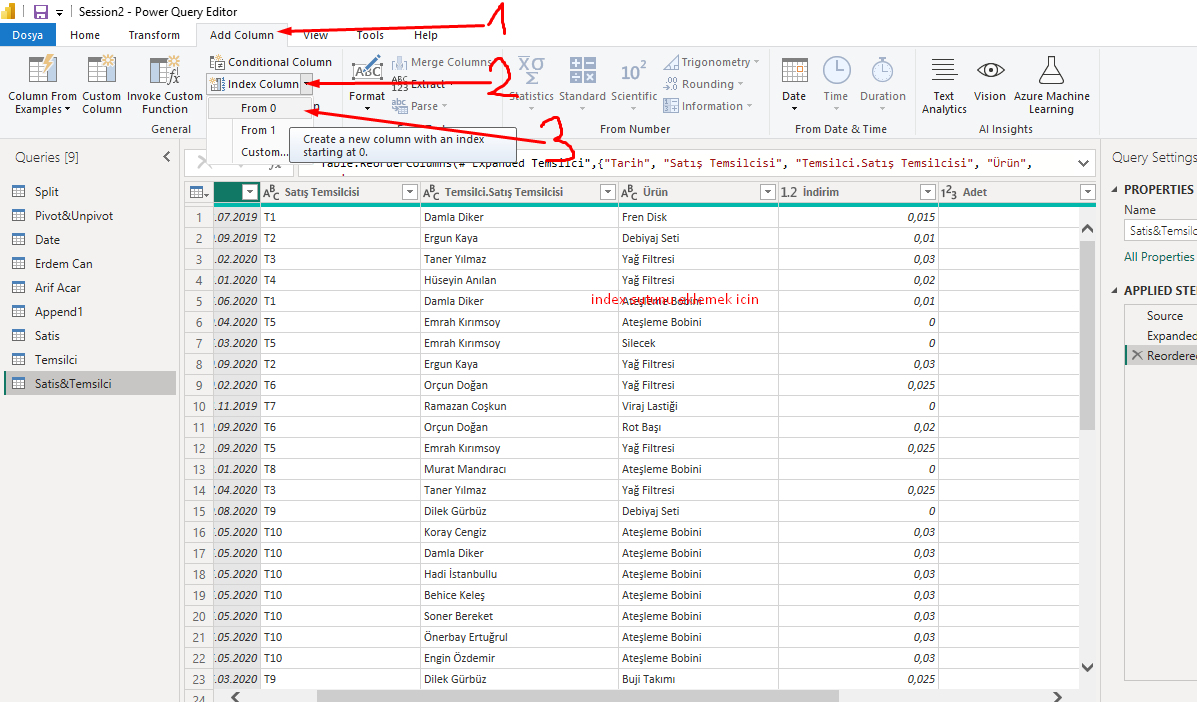 Session2 - Power Query Editor
1
Dosya Home Transform Add Column View Tools Help
Conditional Column
Index Column
2
From 0
From 1
Custom...
3
Create a new column with an index
starting at 0.
Column From
Examples
Custom
Column
Invoke Custom
Function
General
Format
ABC
Merge Columns
ABC
123
Extract
abc
Parse
XΣσ
Statistics
Standard
10²
Scientific
Trigonometry
.00
Rounding
Information
From Number
Date
Time
Duration
From Date & Time
Text
Analytics
Vision
Azure Machine
Learning
AI Insights
Queries [9]
Split
Pivot&Unpivot
Date
Erdem Can
Arif Acar
Append1
Satis
Temsilci
Satis&Temsilci
Table.ReorderColumns(#"Expanded Temsilci",{"Tarih", "Satış Temsilcisi", "Temsilci.Satış Temsilcisi", "Ürün",
ABC Satış Temsilcisi ABC Temsilci.Satış Temsilcisi ABC Ürün 1.2 İndirim 123 Adet
1 .07.2019 T1 Damla Diker Fren Disk 0,015
2 .09.2019 T2 Ergun Kaya Debiyaj Seti 0,01
3 .02.2020 T3 Taner Yılmaz Yağ Filtresi 0,03
4 .01.2020 T4 Hüseyin Anılan Yağ Filtresi 0,02
index sutunu eklemek icin
5 .06.2020 T1 Damla Diker Ateşleme Bobini 0,01
6 .04.2020 T5 Emrah Kırımsoy Ateşleme Bobini 0
7 .03.2020 T5 Emrah Kırımsoy Silecek 0
8 .09.2020 T2 Ergun Kaya Yağ Filtresi 0,03
9 .02.2020 T6 Orçun Doğan Yağ Filtresi 0,025
10 .11.2019 T7 Ramazan Coşkun Viraj Lastiği 0
11 .09.2020 T6 Orçun Doğan Rot Başı 0,02
12 .09.2020 T5 Emrah Kırımsoy Yağ Filtresi 0,025
13 .01.2020 T8 Murat Mandıracı Ateşleme Bobini 0
14 .04.2020 T3 Taner Yılmaz Yağ Filtresi 0,025
15 .08.2020 T9 Dilek Gürbüz Debiyaj Seti 0
16 .05.2020 T10 Koray Cengiz Ateşleme Bobini 0,03
17 .05.2020 T10 Damla Diker Ateşleme Bobini 0,03
18 .05.2020 T10 Hadi İstanbullu Ateşleme Bobini 0,03
19 .05.2020 T10 Behice Keleş Ateşleme Bobini 0,03
20 .05.2020 T10 Soner Bereket Ateşleme Bobini 0,03
21 .05.2020 T10 Önerbay Ertuğrul Ateşleme Bobini 0,03
22 .05.2020 T10 Engin Özdemir Ateşleme Bobini 0,03
23 .03.2020 T9 Dilek Gürbüz Buji Takımı 0,025
24
Query Settings
PROPERTIES
Name
Satis&Temsilc
All Properties
APPLIED STE
Source
Expanded
Reordered